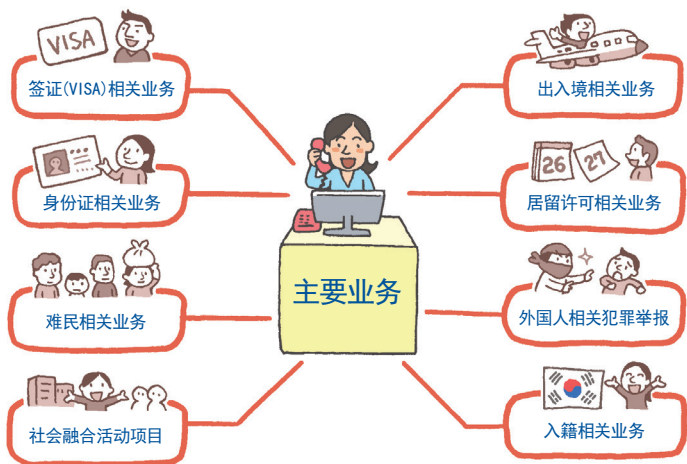 VISA
签证(VISA)相关业务
出入境相关业务
身份证相关业务
26
27
居留许可相关业务
主要业务
难民相关业务
外国人相关犯罪举报
社会融合活动项目
入籍相关业务